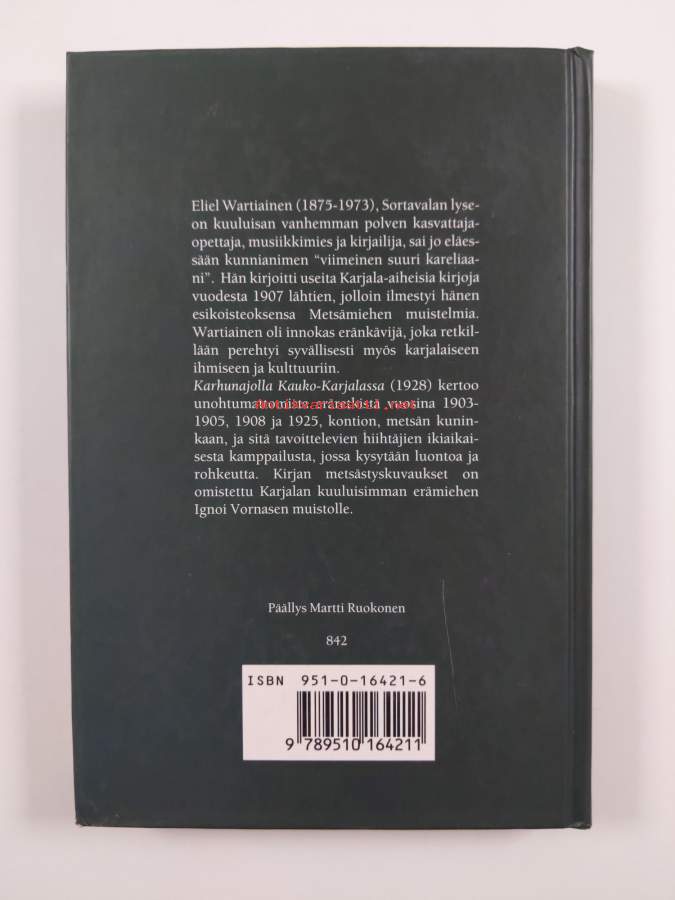 Eliel Wartiainen (1875-1973), Sortavalan lyse-
on kuuluisan vanhemman polven kasvattaja-
opettaja, musiikkimies ja kirjailija, sai jo eläes-
sään kunnianimen “viimeinen suuri kareliaa-
ni”. Hän kirjoitti useita Karjala-aiheisia kirjoja
vuodesta 1907 lähtien, jolloin ilmestyi hänen
esikoisteoksensa Metsämiehen muistelmia.
Wartiainen oli innokas eränkävijä, joka retkil-
lään perehtyi syvällisesti myös karjalaiseen
ihmiseen ja kulttuuriin.
Karhunajolla Kauko-Karjalassa (1928) kertoo
unohtumattomista eräretkistä vuosina 1903-
1905, 1908 ja 1925, kontion, metsän kunin-
kaan, ja sitä tavoittelevien hiihtäjien ikiaikai-
sesta kamppailusta, jossa kysytään luontoa ja
rohkeutta. Kirjan metsästyskuvaukset on
omistettu Karjalan kuuluisimman erämiehen
Ignoi Vornasen muistolle.
Päällys Martti Ruokonen
842
ISBN 951-0-16421-6
9 789510 164211